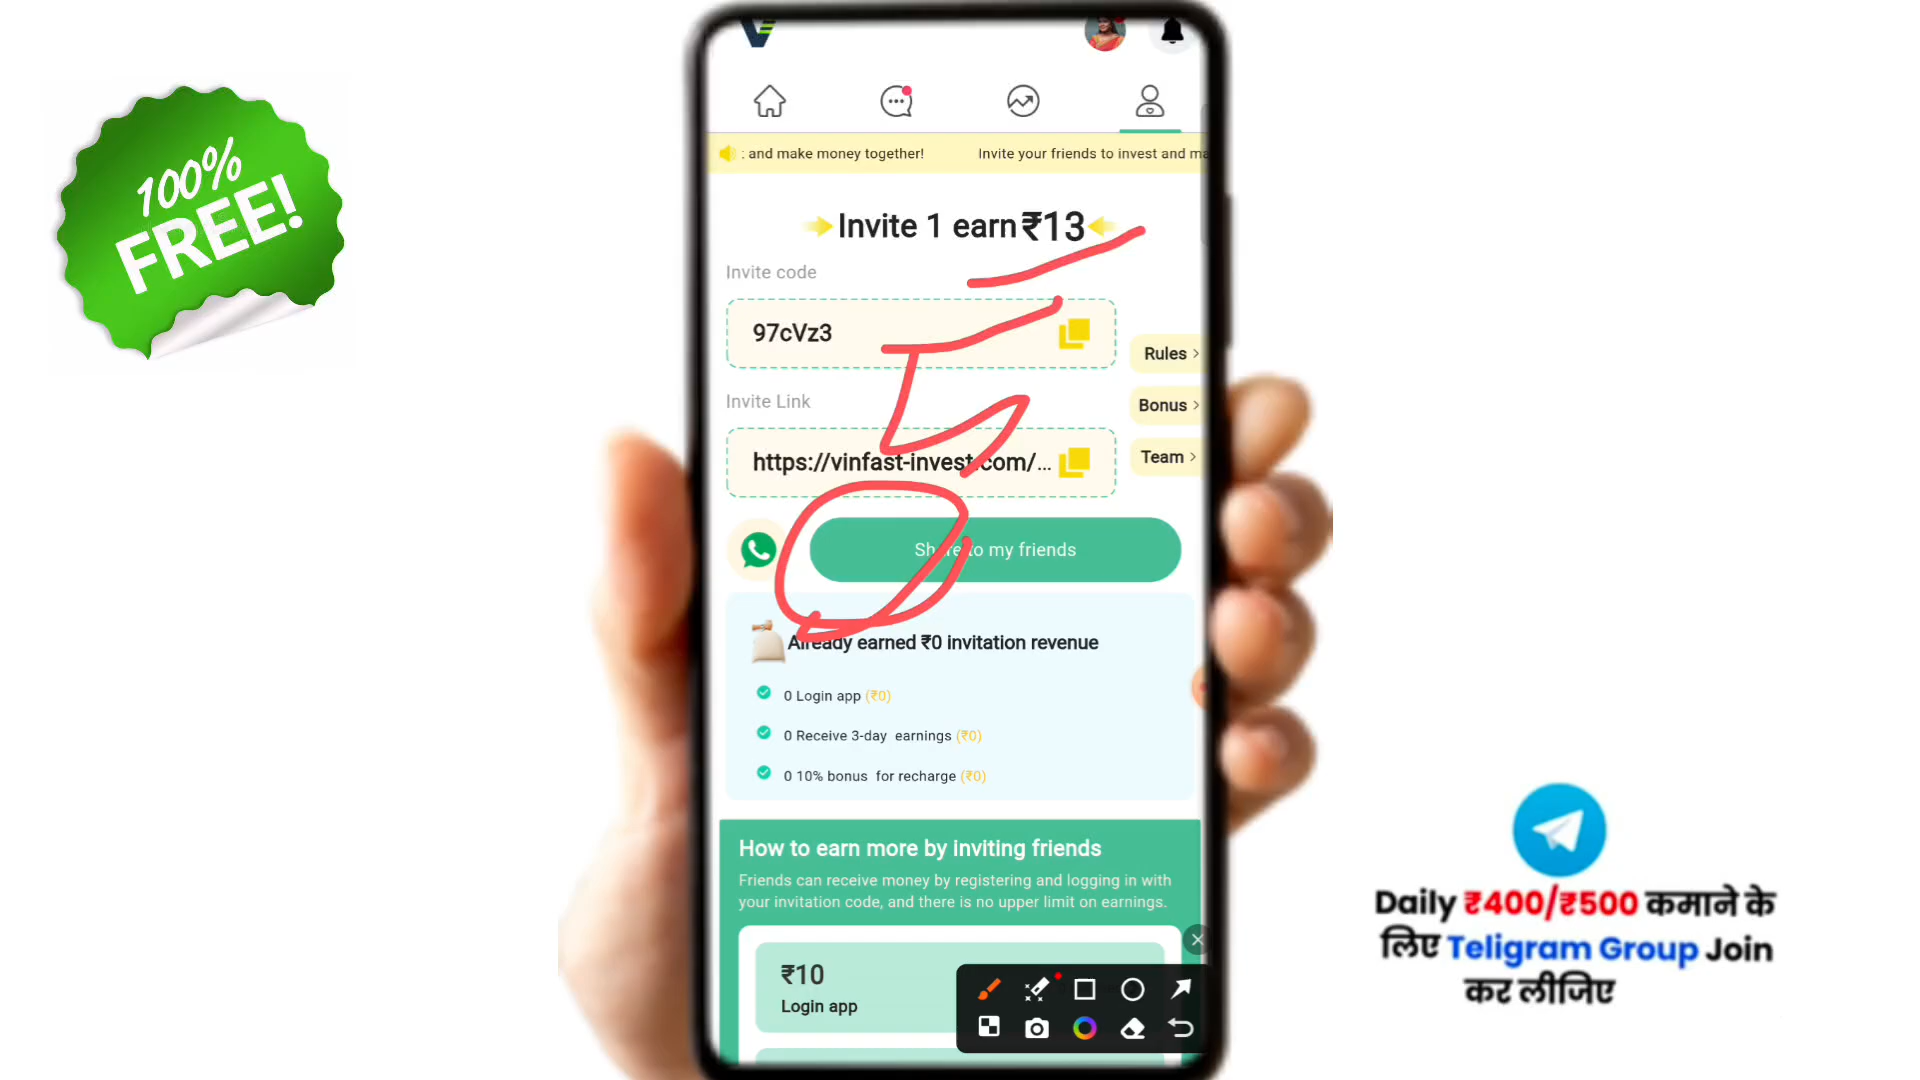 100%
FREE!
: and make money together!
Invite your friends to invest and ma
Invite 1 earn ₹13
Invite code
97cVz3
Rules >
Invite Link
Bonus >
https://vinfast-invest.com/...
Team >
Share to my friends
Already earned ₹0 invitation revenue
0 Login app (₹0)
0 Receive 3-day earnings (₹0)
0 10% bonus for recharge (₹0)
How to earn more by inviting friends
Friends can receive money by registering and logging in with
your invitation code, and there is no upper limit on earnings.
₹10
Login app
Daily ₹400/₹500 कमाने के
लिए Teligram Group Join
कर लीजिए